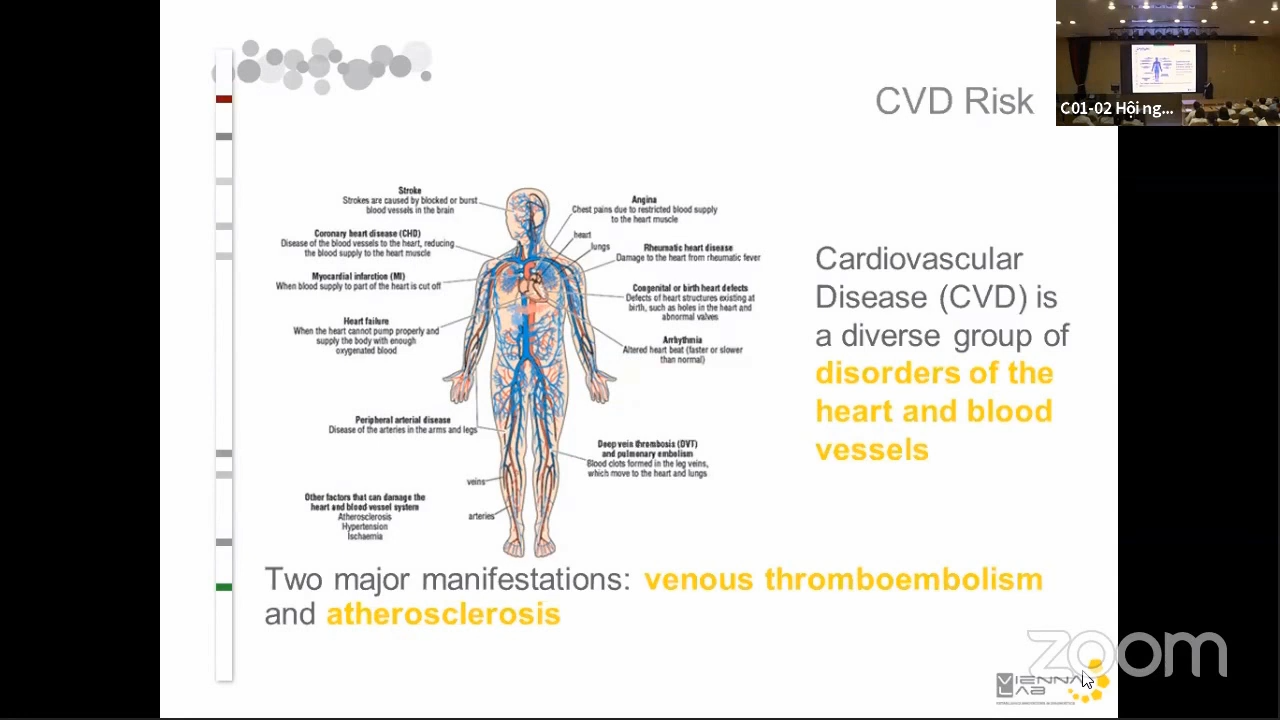 CVD Risk
C01-02 Hội ng...
Stroke
Strokes are caused by blocked or burst
blood vessels in the brain
Coronary heart disease (CHD)
Disease of the blood vessels to the heart, reducing
the blood supply to the heart muscle
Myocardial infarction (MI)
When blood supply to part of the heart is cut off
Heart failure
When the heart cannot pump properly and
supply the body with enough
oxygenated blood
Peripheral arterial disease
Disease of the arteries in the arms and legs
veins
Other factors that can damage the
heart and blood vessel system
Atherosclerosis
Hypertension
Ischaemia
arteries
Angina
Chest pains due to restricted blood supply
to the heart muscle
heart
lungs
Rheumatic heart disease
Damage to the heart from rheumatic fever
Congenital or birth heart defects
Defects of heart structures existing at
birth, such as holes in the heart and
abnormal valves
Arrhythmia
Altered heart beat (faster or slower
than normal)
Deep vein thrombosis (DVT)
and pulmonary embolism
Blood clots formed in the leg veins,
which move to the heart and lungs
Cardiovascular
Disease (CVD) is
a diverse group of
disorders of the
heart and blood
vessels
Two major manifestations: venous thromboembolism
and atherosclerosis
zoom
VIENNA
LAB